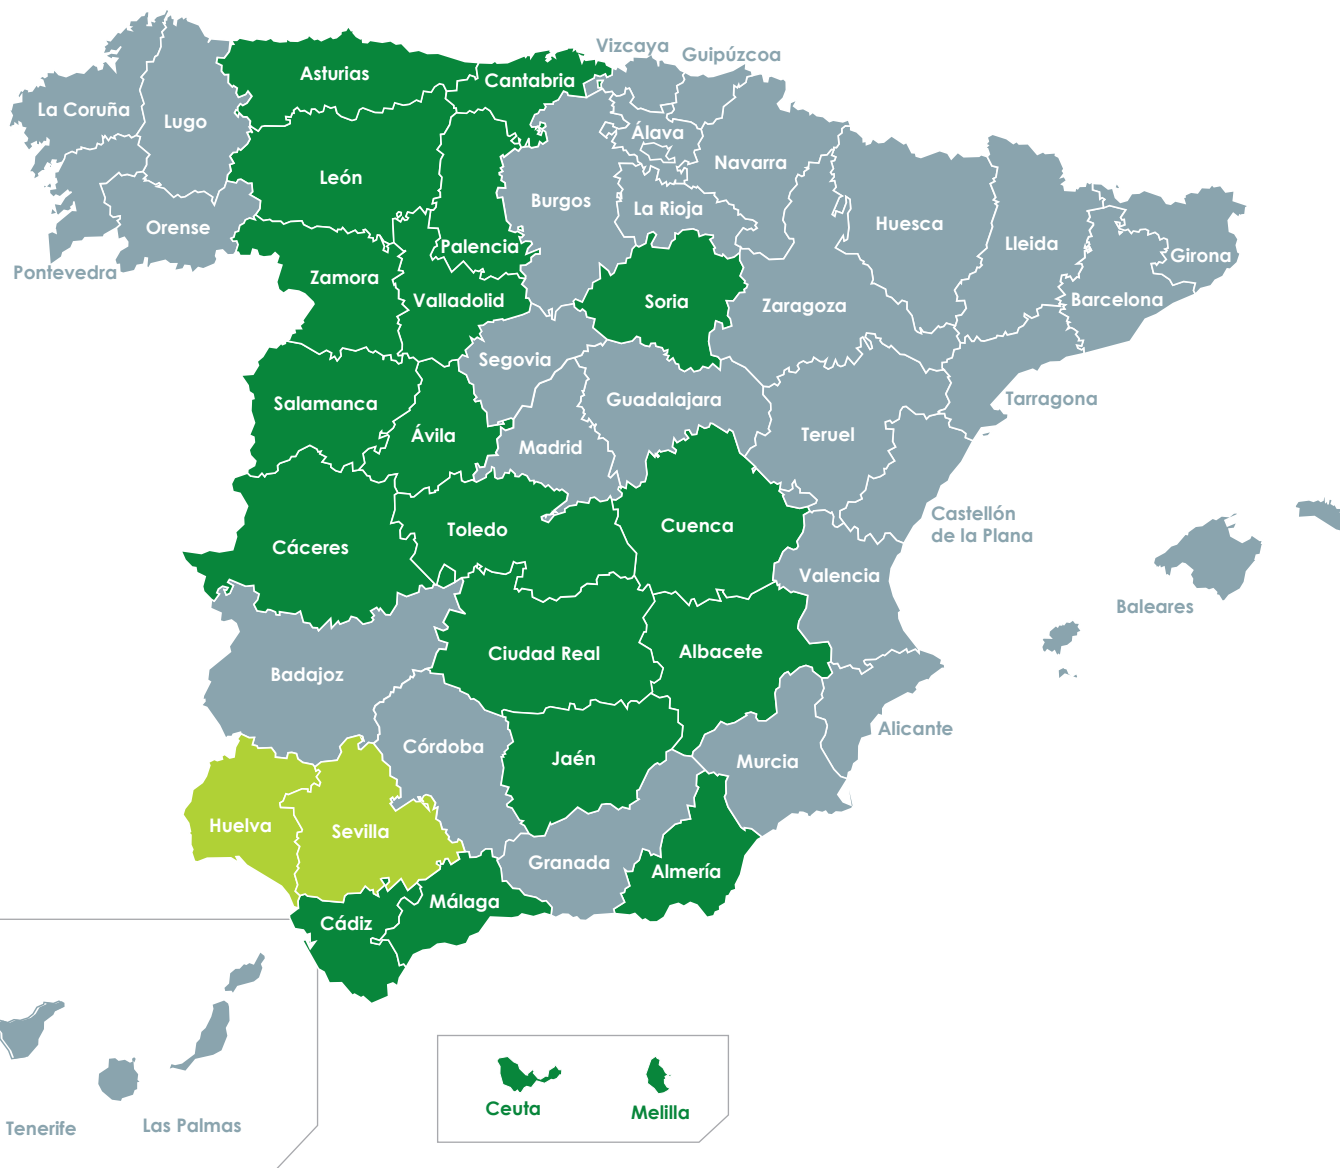 Vizcaya
Guipúzcoa
Asturias
Cantabria
La Coruña
Lugo
Álava
Navarra
León
Burgos
La Rioja
Huesca
Orense
Palencia
Lleida
Girona
Pontevedra
Zamora
Valladolid
Soria
Zaragoza
Barcelona
Segovia
Salamanca
Guadalajara
Tarragona
Ávila
Madrid
Teruel
Toledo
Cuenca
Castellón
de la Plana
Cáceres
Valencia
Baleares
Ciudad Real
Albacete
Badajoz
Alicante
Córdoba
Jaén
Murcia
Huelva
Sevilla
Granada
Almería
Málaga
Cádiz
Ceuta
Melilla
Tenerife
Las Palmas